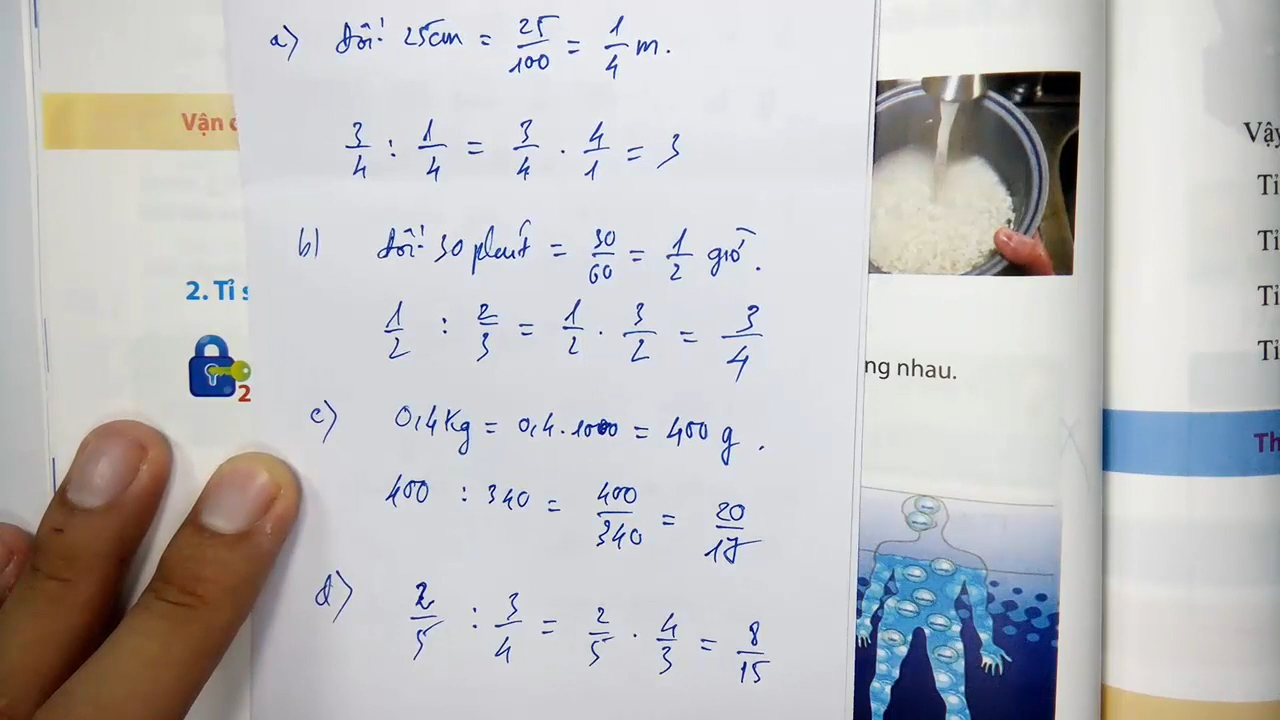 a) Đổi 25cm = 25/100 = 1/4 m.
3/4 : 1/4 = 3/4 . 4/1 = 3
b) Đổi 30 phút = 30/60 = 1/2 giờ.
1/2 : 2/3 = 1/2 . 3/2 = 3/4
c) 0,4kg = 0,4.1000 = 400g.
400 : 340 = 400/340 = 20/17
d) 2/5 : 3/4 = 2/5 . 4/3 = 8/15
Vận
2. Tỉ s
2
ng nhau.
Vậy
Tỉ
Tỉ
Tỉ
Tỉ
Th